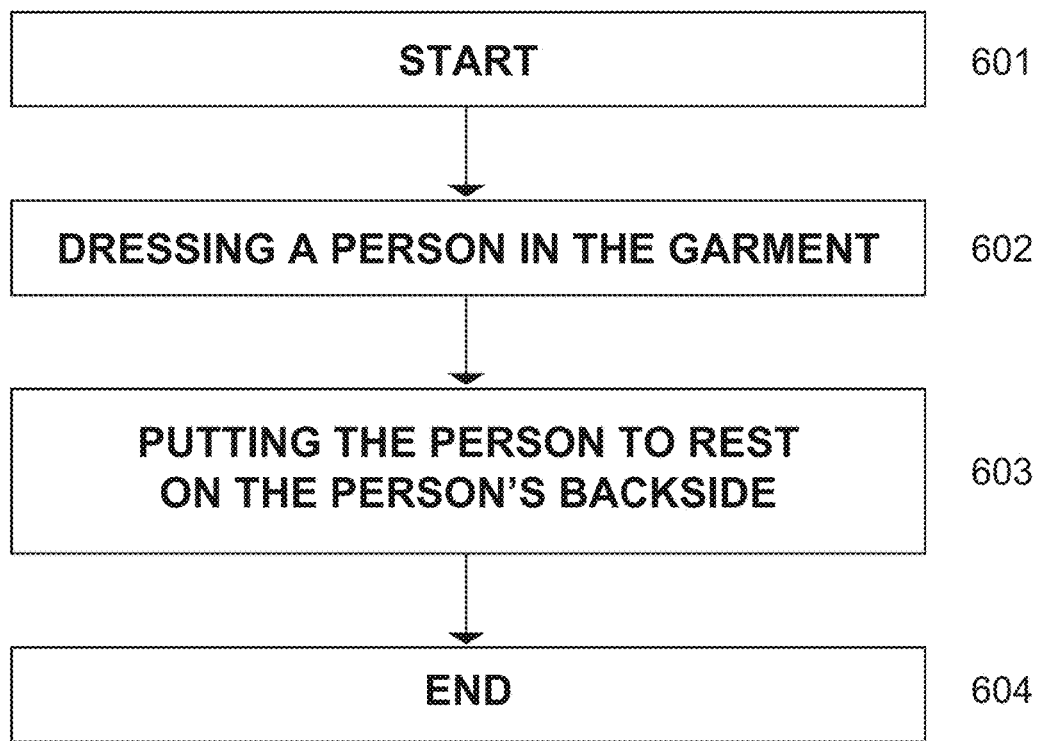 START 601
DRESSING A PERSON IN THE GARMENT 602
PUTTING THE PERSON TO REST
ON THE PERSON'S BACKSIDE
603
END 604